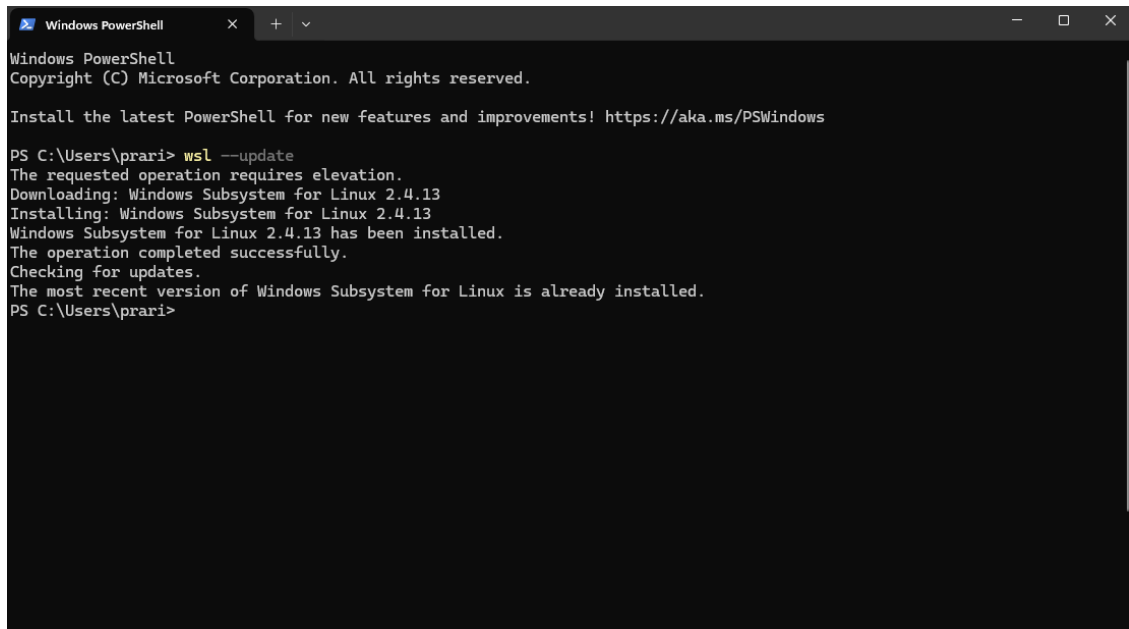 Windows PowerShell
Windows PowerShell
Copyright (C) Microsoft Corporation. All rights reserved.
Install the latest PowerShell for new features and improvements! https://aka.ms/PSWindows
PS C:\Users\prari> wsl --update
The requested operation requires elevation.
Downloading: Windows Subsystem for Linux 2.4.13
Installing: Windows Subsystem for Linux 2.4.13
Windows Subsystem for Linux 2.4.13 has been installed.
The operation completed successfully.
Checking for updates.
The most recent version of Windows Subsystem for Linux is already installed.
PS C:\Users\prari>